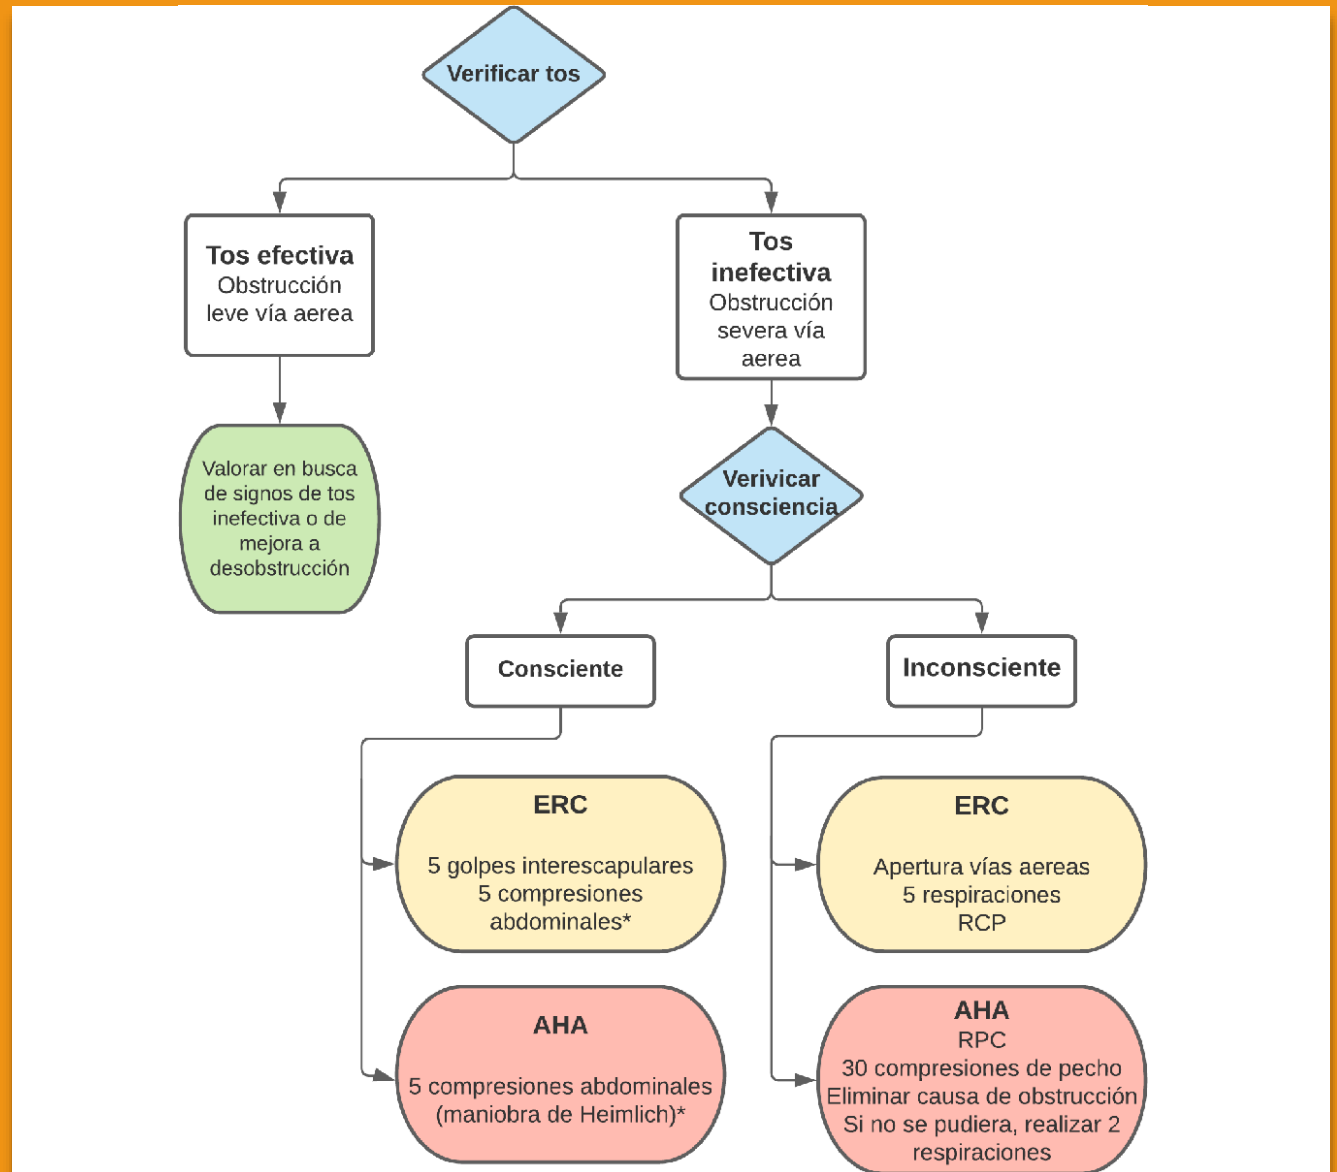 Verificar tos
Tos efectiva
Obstrucción
leve vía aerea
Tos
inefectiva
Obstrucción
severa vía
aerea
Valorar en busca
de signos de tos
inefectiva o de
mejora a
desobstrucción
Verivicar
consciencia
Consciente
Inconsciente
ERC
5 golpes interescapulares
5 compresiones
abdominales*
ERC
Apertura vías aereas
5 respiraciones
RCP
AHA
5 compresiones abdominales
(maniobra de Heimlich)*
AHA
RPC
30 compresiones de pecho
Eliminar causa de obstrucción
Si no se pudiera, realizar 2
respiraciones